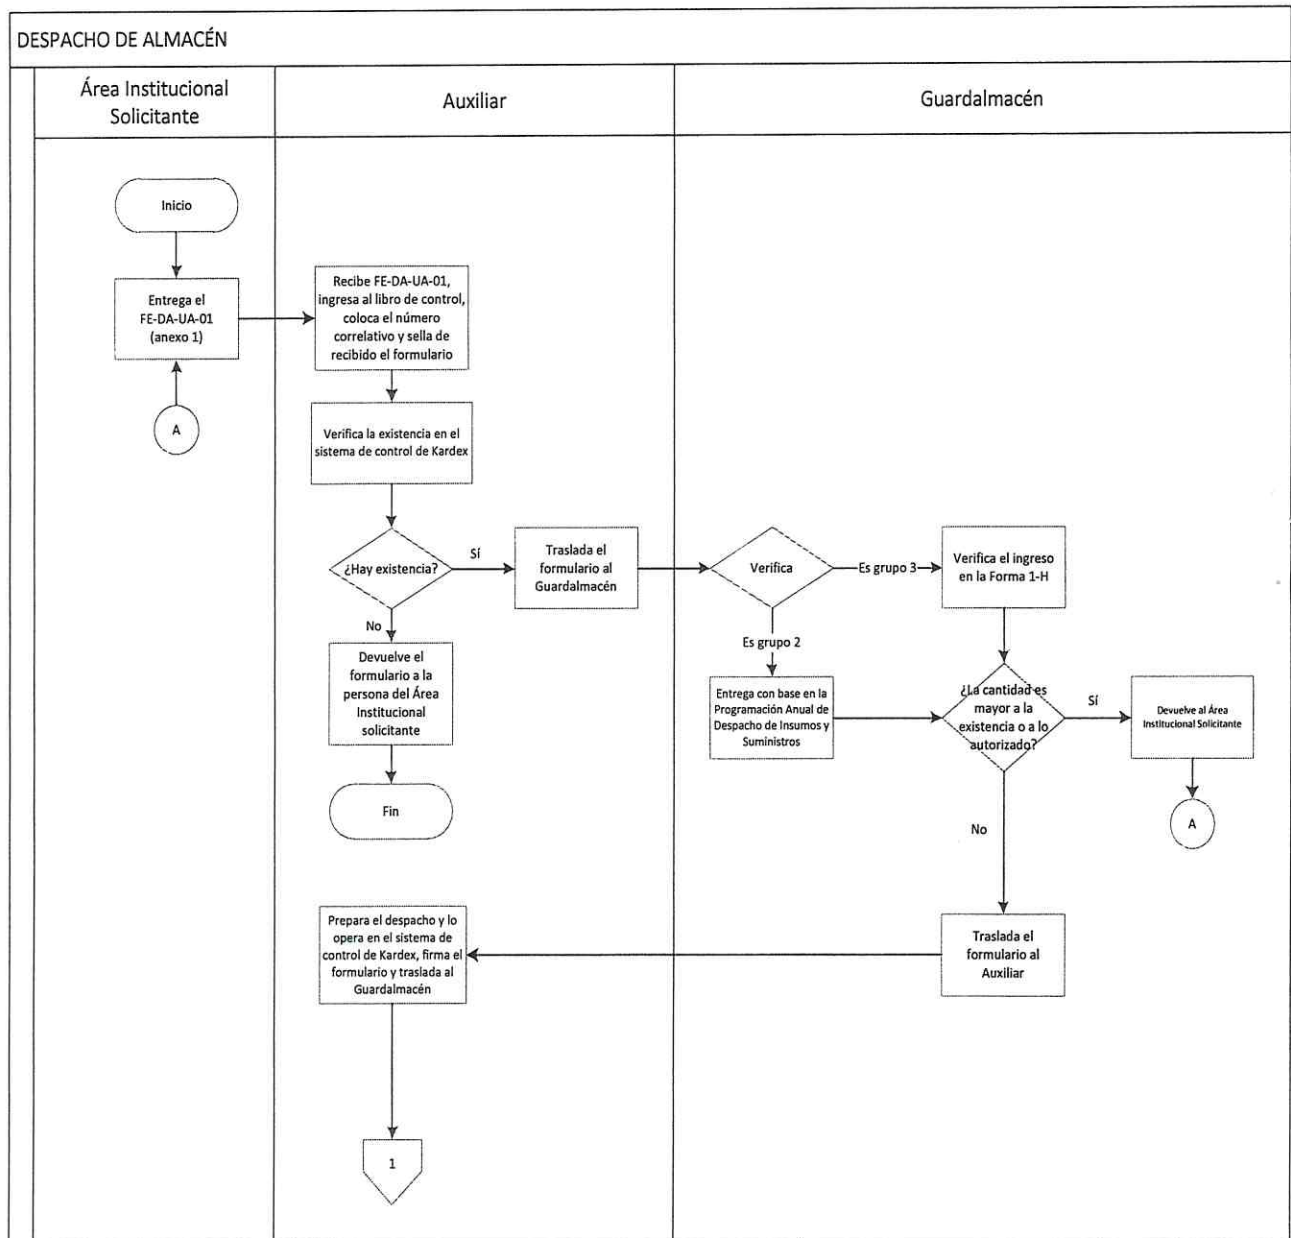 DESPACHO DE ALMACÉN
Área Institucional
Solicitante
Auxiliar
Guardalmacén
Inicio
Entrega el
FE-DA-UA-01
(anexo 1)
A
Recibe FE-DA-UA-01,
ingresa al libro de control,
coloca el número
correlativo y sella de
recibido el formulario
Verifica la existencia en el
sistema de control de Kardex
¿Hay existencia?
Sí
No
Traslada el
formulario al
Guardalmacén
Devuelve el
formulario a la
persona del Área
Institucional
solicitante
Fin
Verifica
Es grupo 3
Es grupo 2
Verifica el ingreso
en la Forma 1-H
Entrega con base en la
Programación Anual de
Despacho de Insumos y
Suministros
¿La cantidad es
mayor a la
existencia o a lo
autorizado?
Sí
Devuelve al Área
Institucional Solicitante
A
No
Traslada el
formulario al
Auxiliar
Prepara el despacho y lo
opera en el sistema de
control de Kardex, firma el
formulario y traslada al
Guardalmacén
1